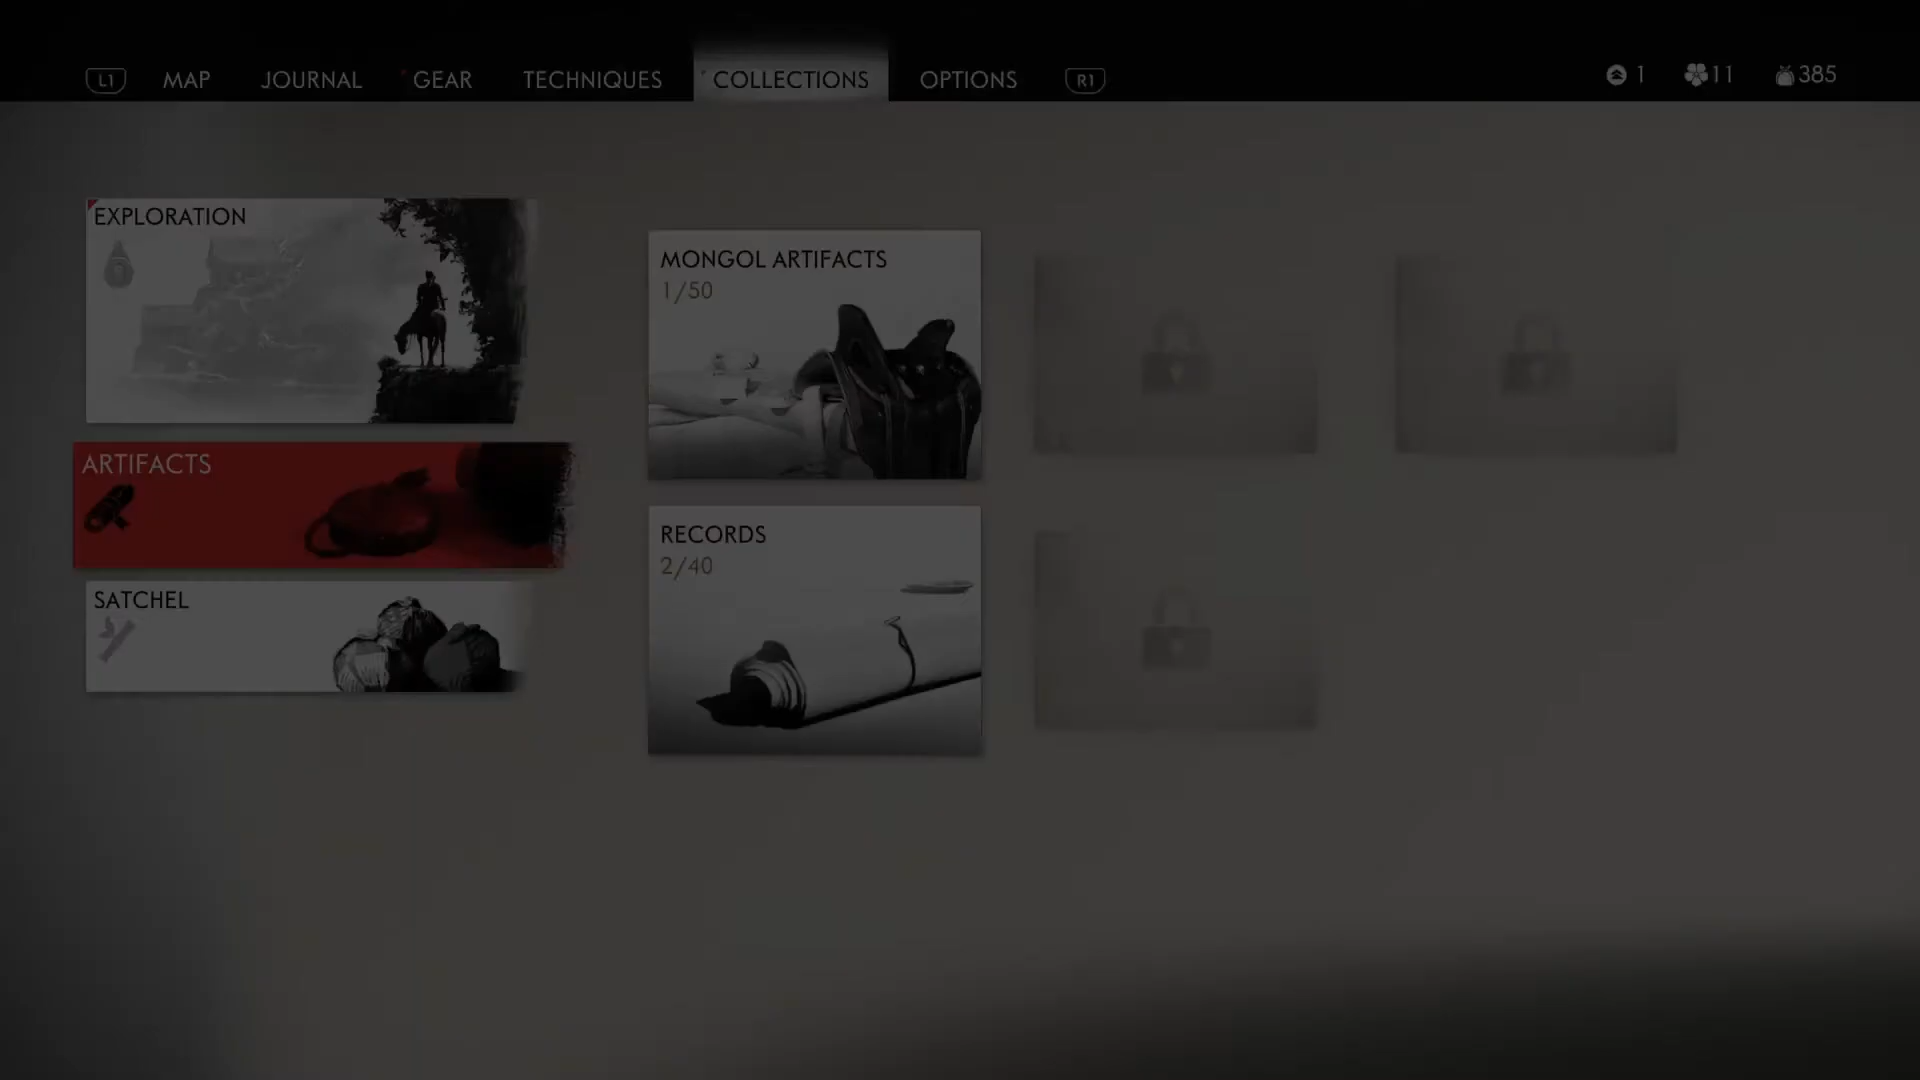 L1 MAP JOURNAL GEAR TECHNIQUES COLLECTIONS OPTIONS R1 1 11 385
EXPLORATION
ARTIFACTS
SATCHEL
MONGOL ARTIFACTS
1/50
RECORDS
2/40